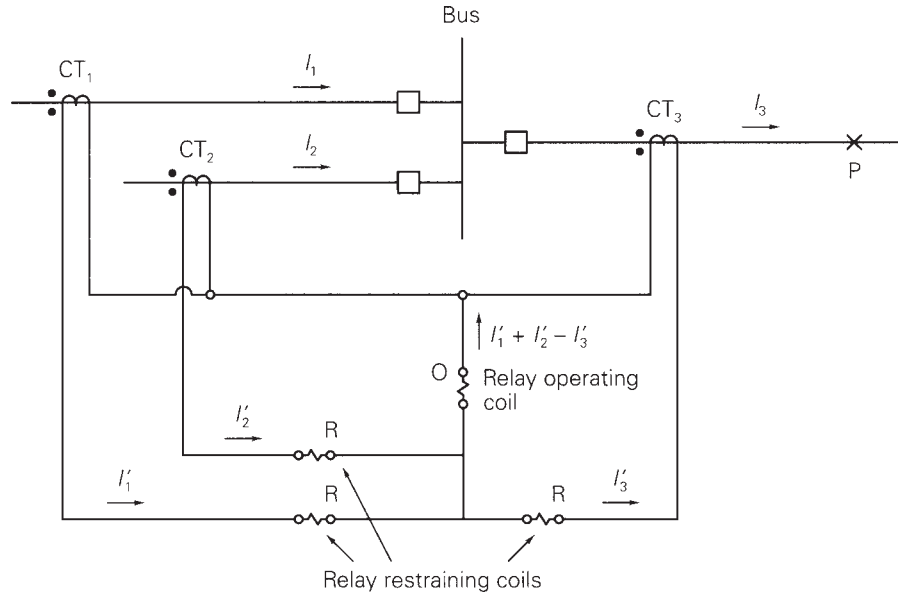 Bus
CT₁
I₁
CT₃
I₃
CT₂
I₂
P
I′₁ + I′₂ – I′₃
O
Relay operating
coil
I′₂
R
I′₁
R
R
I′₃
Relay restraining coils